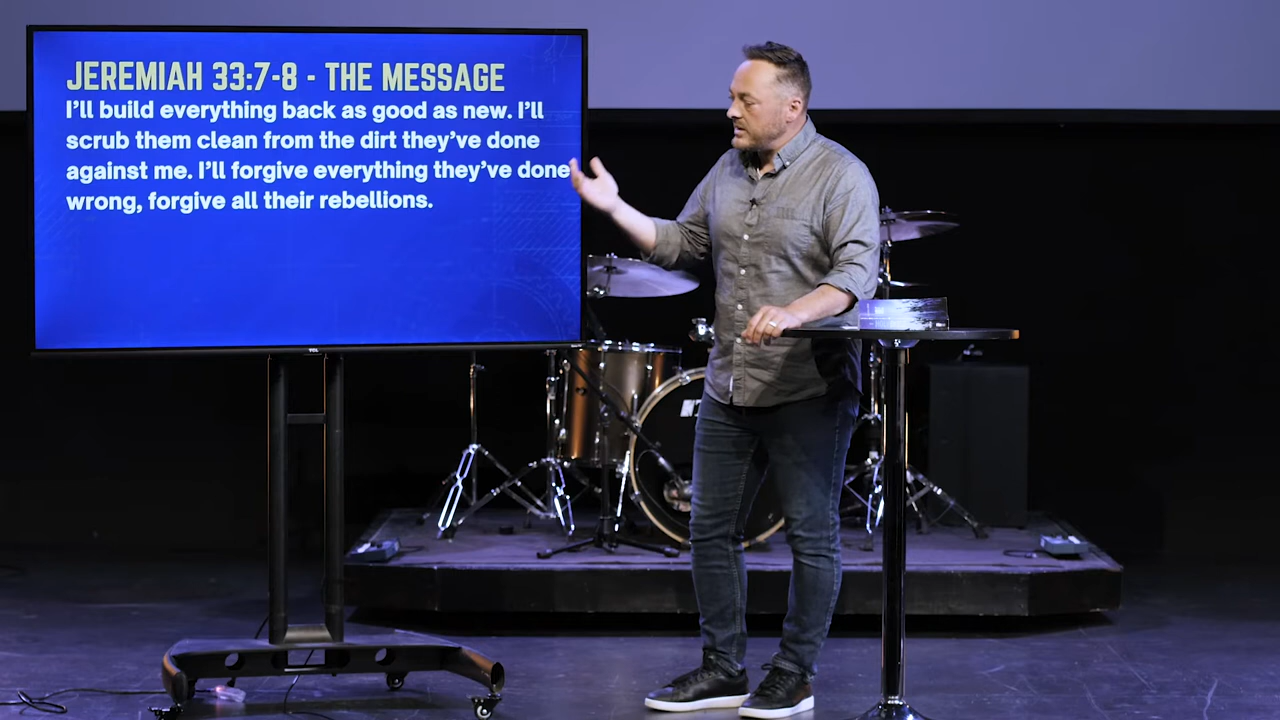 JEREMIAH 33:7-8 - THE MESSAGE
I'll build everything back as good as new. I'll
scrub them clean from the dirt they've done
against me. I'll forgive everything they've done
wrong, forgive all their rebellions.
TCL